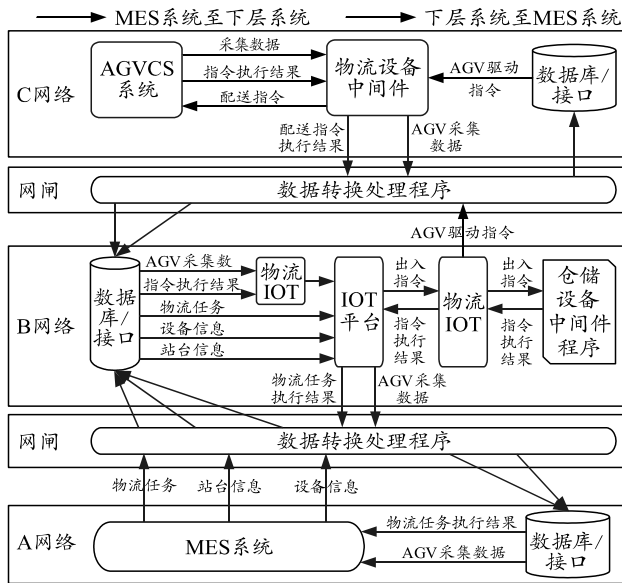 MES系统至下层系统
下层系统至MES系统
C网络
AGVCS
系统
采集数据
指令执行结果
配送指令
物流设备
中间件
AGV驱动
指令
数据库/
接口
配送指令
执行结果
AGV采集
数据
网闸
数据转换处理程序
AGV驱动指令
B网络
数据
库/
接口
AGV采集数
指令执行结果
物流任务
设备信息
站台信息
物流
IOT
IOT
平台
出入
指令
指令
执行
结果
物流
IOT
出入
指令
指令
执行
结果
仓储
设备
中间件
程序
物流任务
执行结果
AGV采集
数据
网闸
数据转换处理程序
物流任务
站台信息
设备信息
A网络
MES系统
物流任务执行结果
AGV采集数据
数据库/
接口